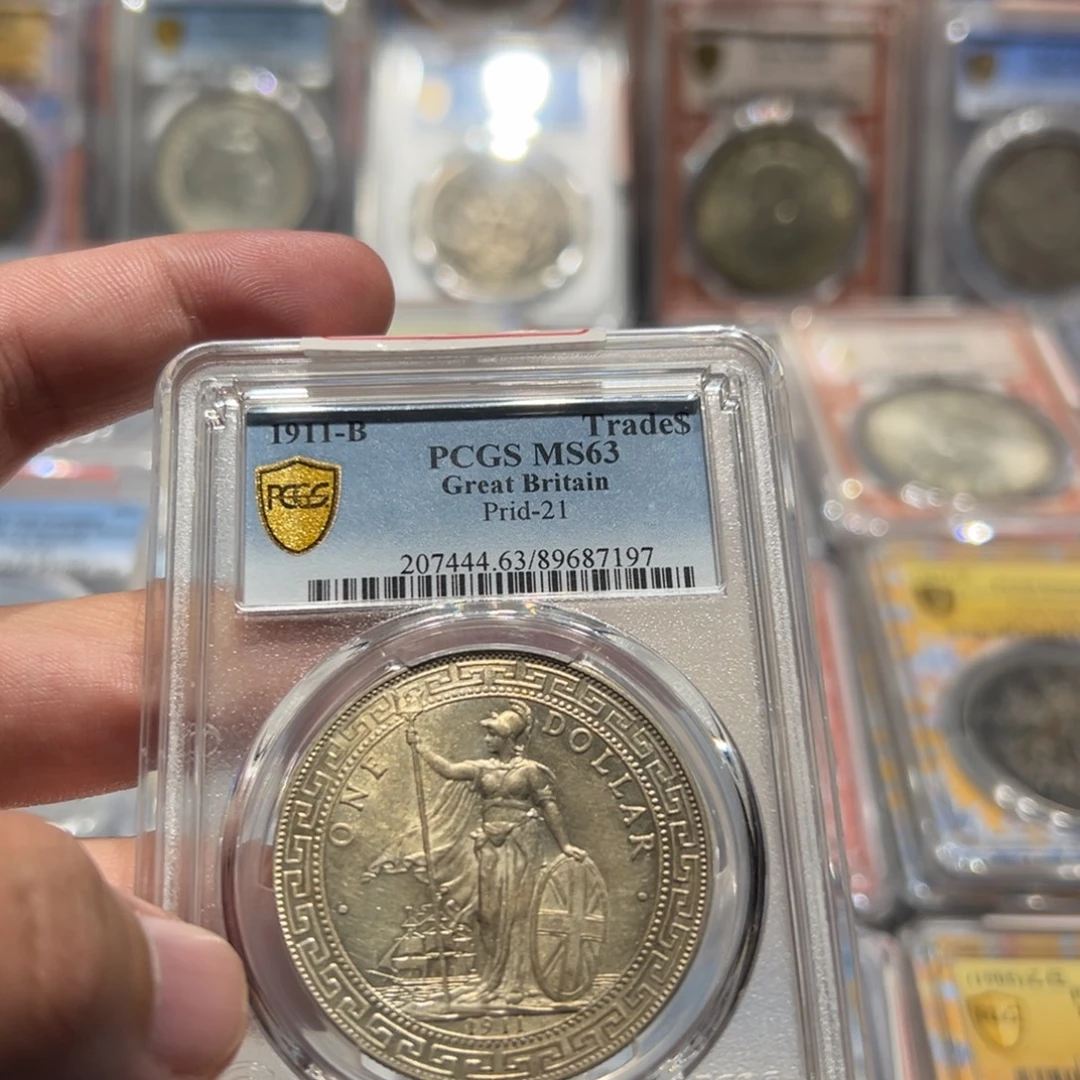 1911-B Trade$
PCGS MS63
Great Britain
Prid-21
PCGS
207444.63/89687197
ONE DOLLAR
1911